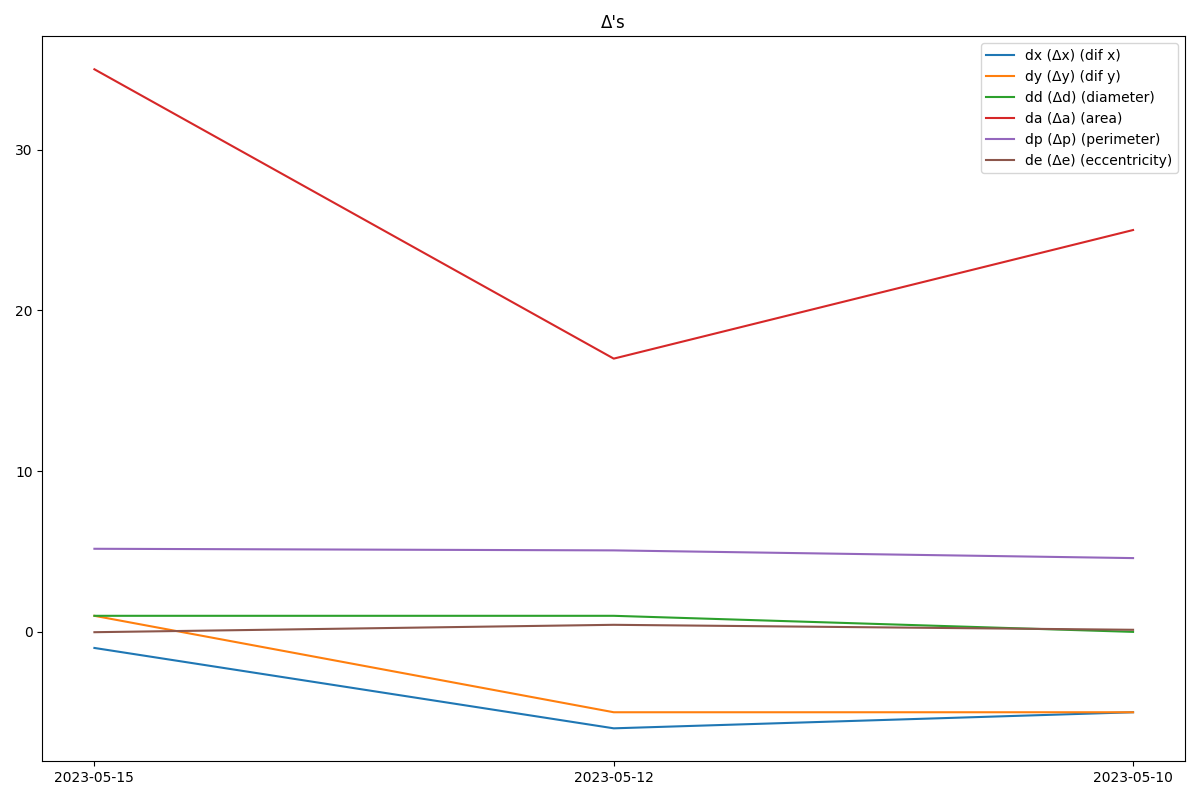 Δ's
dx (Δx) (dif x)
dy (Δy) (dif y)
dd (Δd) (diameter)
da (Δa) (area)
dp (Δp) (perimeter)
de (Δe) (eccentricity)
30
20
10
0
2023-05-15
2023-05-12
2023-05-10